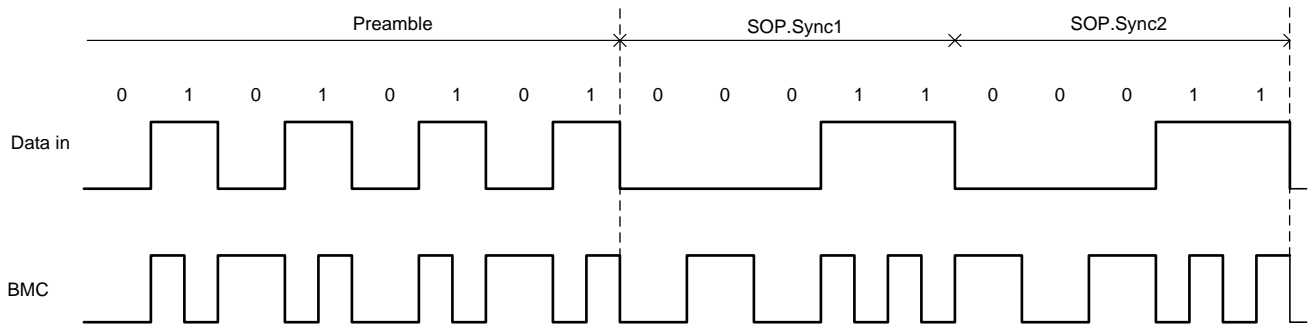 Preamble SOP.Sync1 SOP.Sync2
0 1 0 1 0 1 0 1 0 0 0 1 1 0 0 0 1 1
Data in
BMC